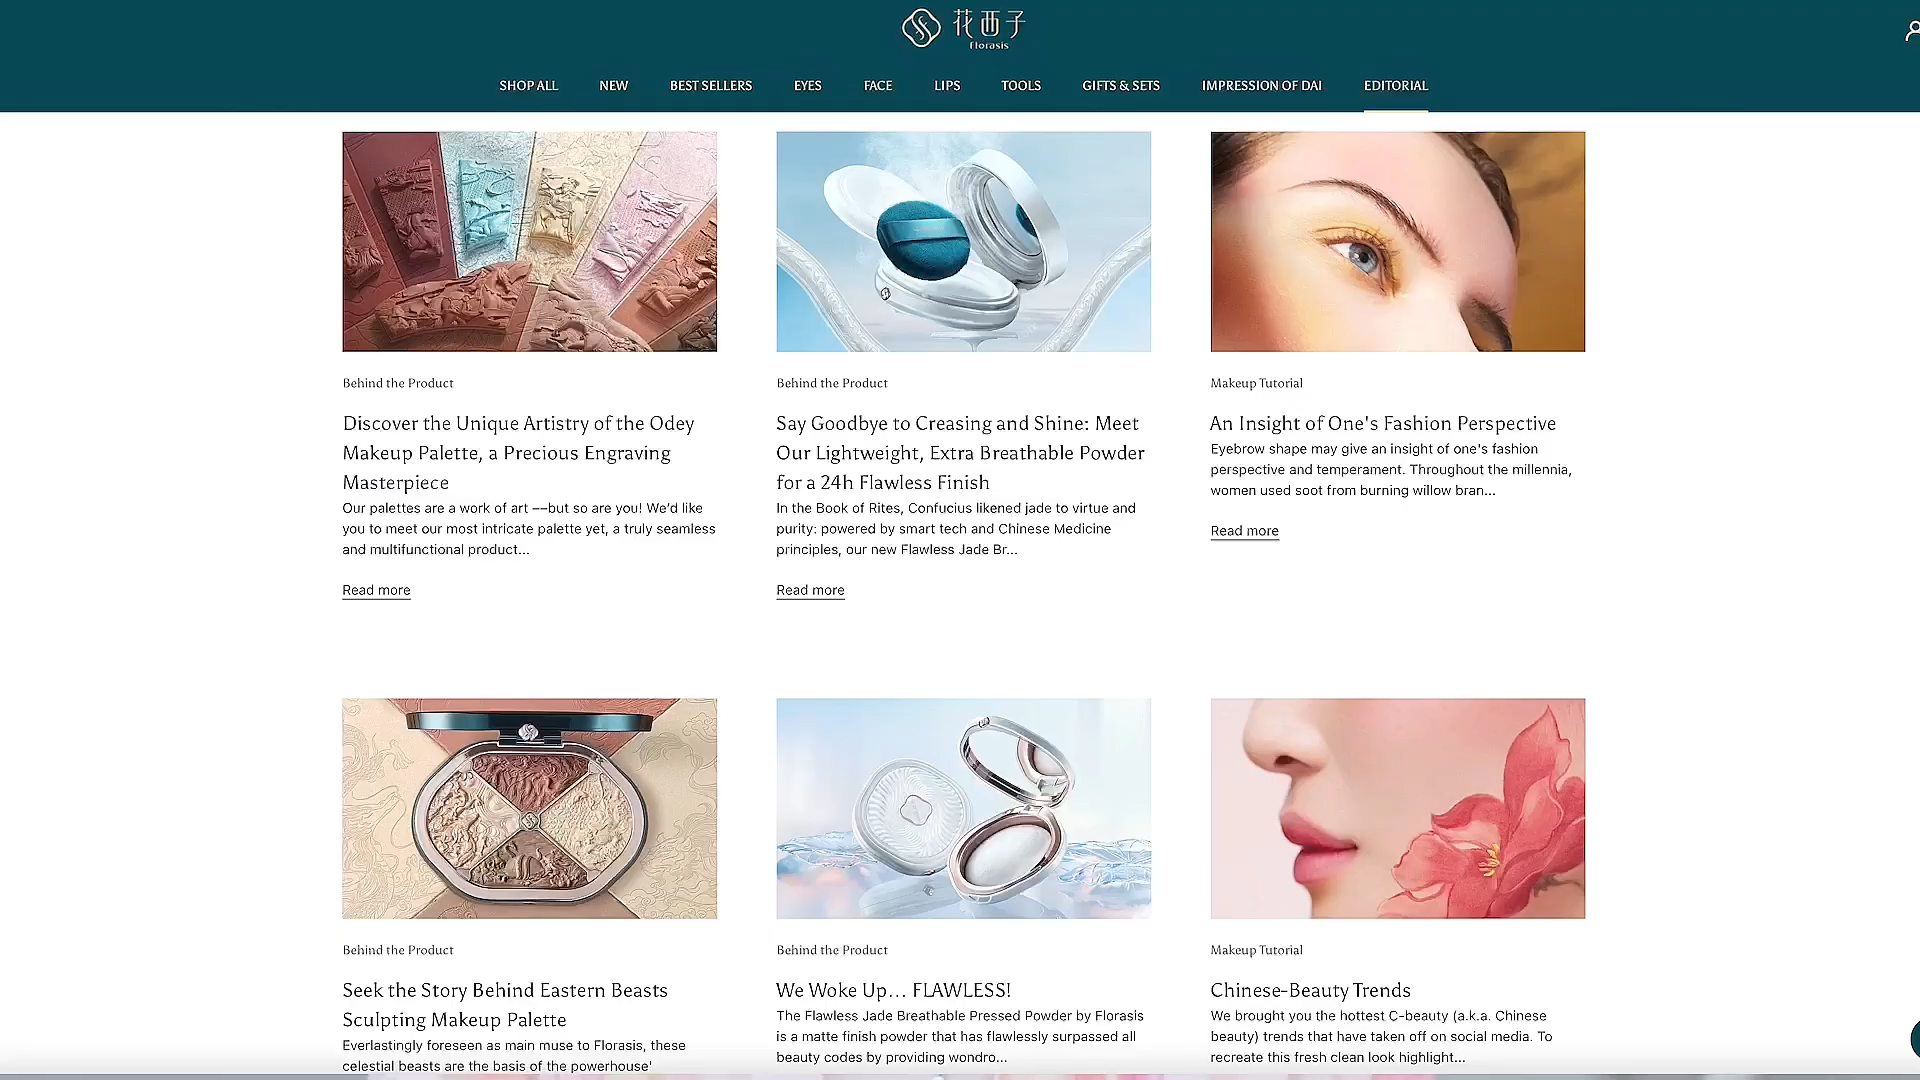 花西子
florasis
SHOP ALL NEW BEST SELLERS EYES FACE LIPS TOOLS GIFTS & SETS IMPRESSION OF DAI EDITORIAL
Behind the Product
Discover the Unique Artistry of the Odey
Makeup Palette, a Precious Engraving
Masterpiece
Our palettes are a work of art —but so are you! We'd like
you to meet our most intricate palette yet, a truly seamless
and multifunctional product...
Read more
Behind the Product
Say Goodbye to Creasing and Shine: Meet
Our Lightweight, Extra Breathable Powder
for a 24h Flawless Finish
In the Book of Rites, Confucius likened jade to virtue and
purity: powered by smart tech and Chinese Medicine
principles, our new Flawless Jade Br...
Read more
Makeup Tutorial
An Insight of One's Fashion Perspective
Eyebrow shape may give an insight of one's fashion
perspective and temperament. Throughout the millennia,
women used soot from burning willow bran...
Read more
Behind the Product
Seek the Story Behind Eastern Beasts
Sculpting Makeup Palette
Everlastingly foreseen as main muse to Florasis, these
celestial beasts are the basis of the powerhouse'
Behind the Product
We Woke Up... FLAWLESS!
The Flawless Jade Breathable Pressed Powder by Florasis
is a matte finish powder that has flawlessly surpassed all
beauty codes by providing wondro...
Makeup Tutorial
Chinese-Beauty Trends
We brought you the hottest C-beauty (a.k.a. Chinese
beauty) trends that have taken off on social media. To
recreate this fresh clean look highlight...